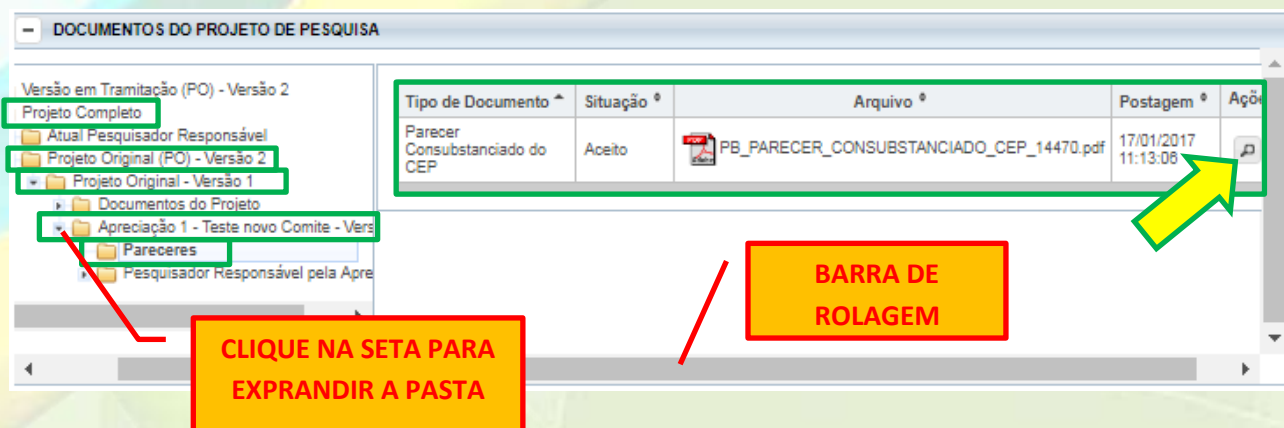 DOCUMENTOS DO PROJETO DE PESQUISA
Versão em Tramitação (PO) - Versão 2
Projeto Completo
Atual Pesquisador Responsável
Projeto Original (PO) - Versão 2
Projeto Original - Versão 1
Documentos do Projeto
Apreciação 1 - Teste novo Comite - Vers
Pareceres
Pesquisador Responsável pela Apre
Tipo de Documento Situação Arquivo Postagem Açõe
Parecer
Consubstanciado do
CEP
Aceito
PB_PARECER_CONSUBSTANCIADO_CEP_14470.pdf
17/01/2017
11:13:06
BARRA DE
ROLAGEM
CLIQUE NA SETA PARA
EXPRANDIR A PASTA